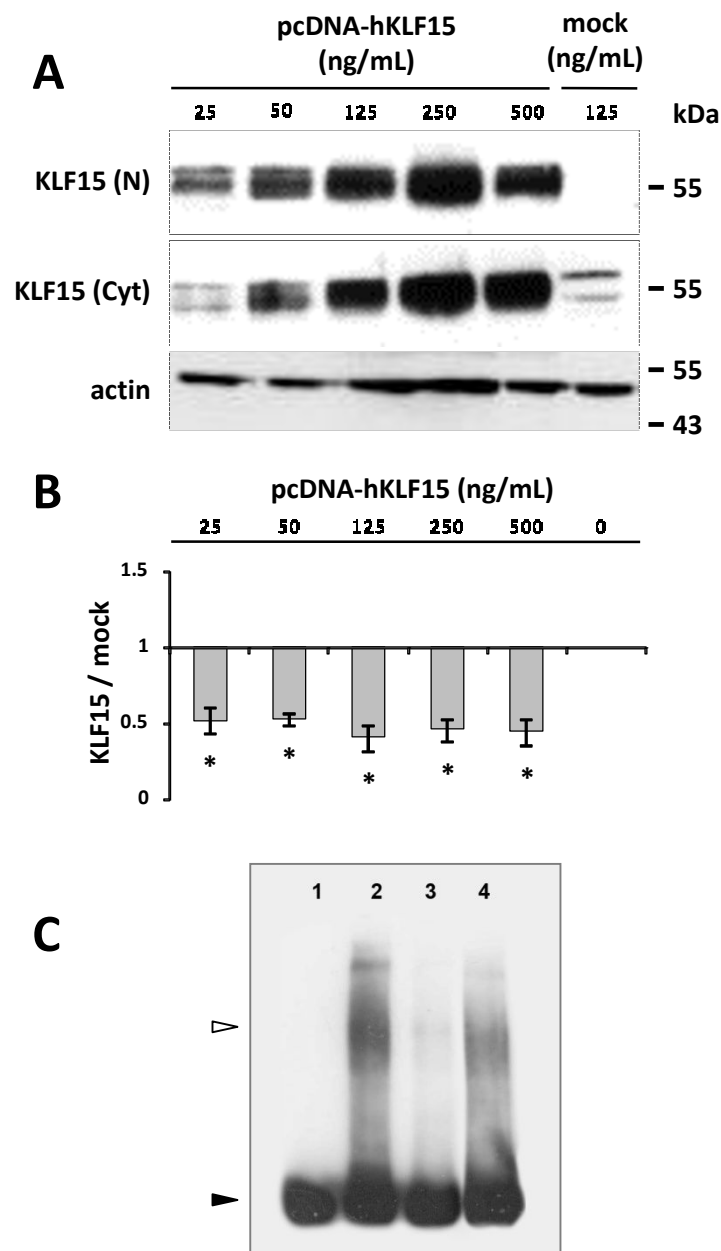 A
pcDNA-hKLF15
(ng/mL)
mock
(ng/mL)
25 50 125 250 500 125 kDa
KLF15 (N)
55
KLF15 (Cyt)
55
actin
55
43
B
pcDNA-hKLF15 (ng/mL)
25 50 125 250 500 0
KLF15 / mock
1.5
1
0.5
0
* * * * *
C
1 2 3 4